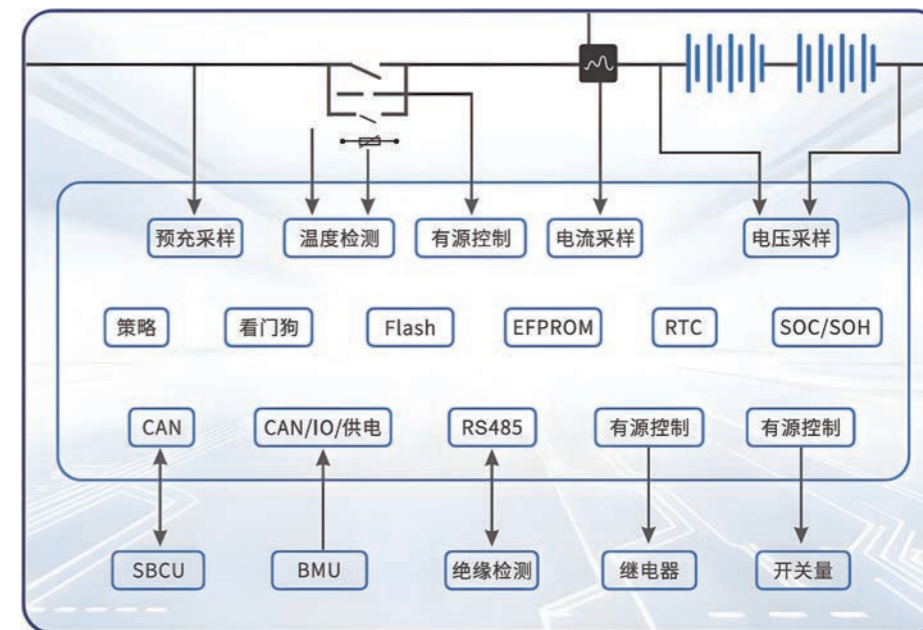 预充采样 温度检测 有源控制 电流采样 电压采样
策略 看门狗 Flash EFPROM RTC SOC/SOH
CAN CAN/IO/供电 RS485 有源控制 有源控制
SBCU BMU 绝缘检测 继电器 开关量